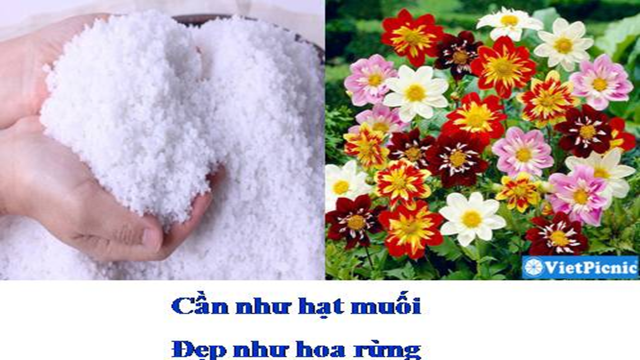 VietPicnic
Cần như hạt muối
Đẹp như hoa rừng